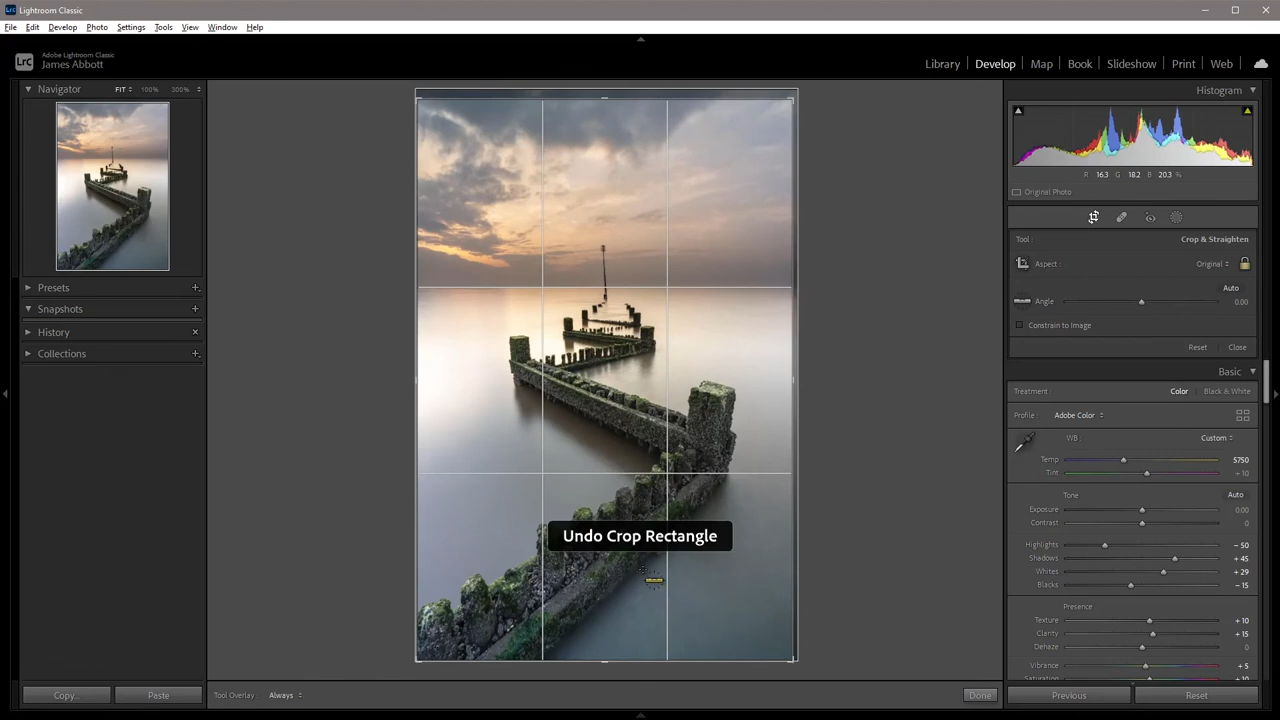 Lrc Lightroom Classic
File Edit Develop Photo Settings Tools View Window Help
Lrc
Adobe Lightroom Classic
James Abbott
Library Develop Map Book Slideshow Print Web
Navigator FIT 100% 300%
Presets
Snapshots
History
Collections
Copy... Paste
Undo Crop Rectangle
Tool Overlay : Always Done
Histogram
R 16.3 G 18.2 B 20.3 %
Original Photo
Tool : Crop & Straighten
Aspect : Original
Auto
Angle 0.00
Constrain to Image
Reset Close
Basic
Treatment : Color Black & White
Profile : Adobe Color
WB : Custom
Temp 5750
Tint + 10
Tone Auto
Exposure 0.00
Contrast 0
Highlights − 50
Shadows + 45
Whites + 29
Blacks − 15
Presence
Texture + 10
Clarity + 15
Dehaze 0
Vibrance + 5
Saturation + 10
Previous Reset